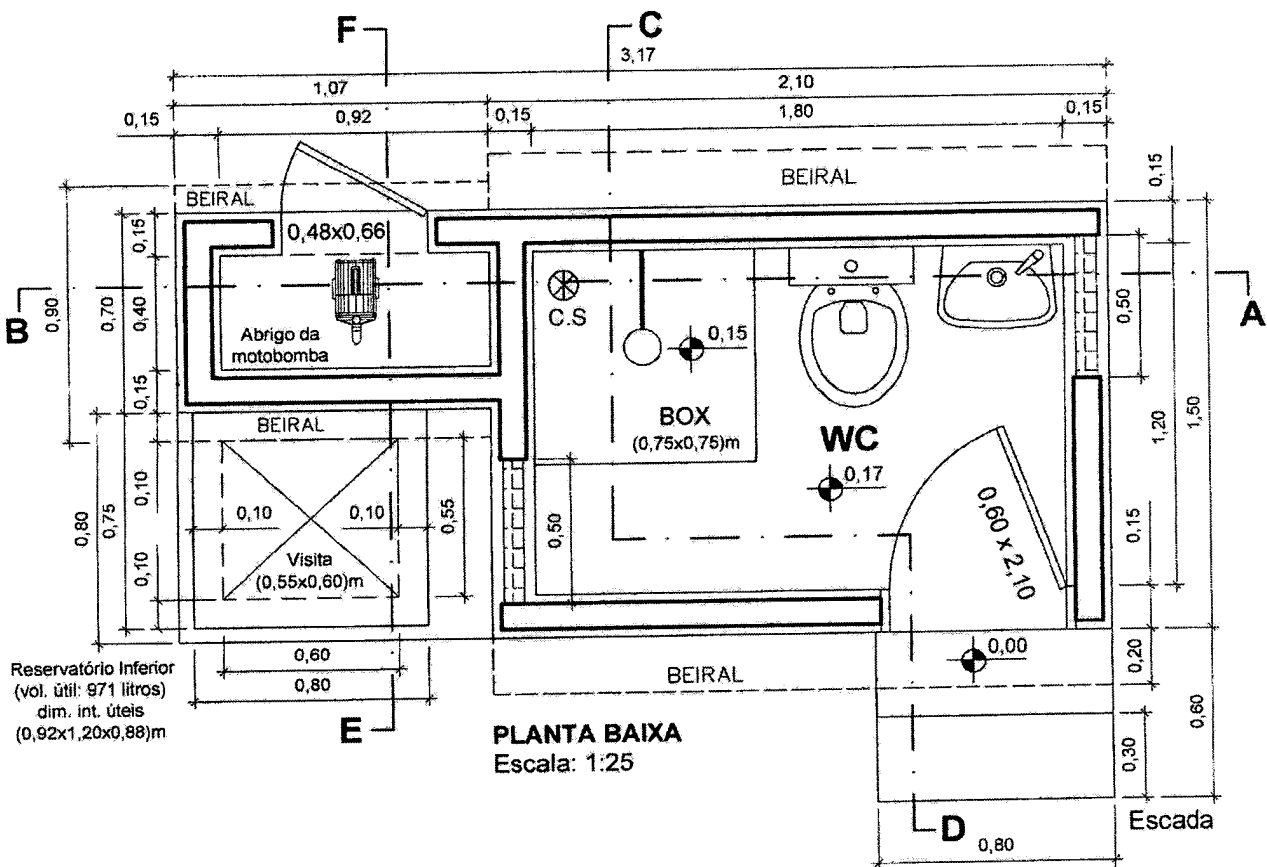 F
C
3,17
1,07
2,10
0,15
0,92
0,15
1,80
0,15
BEIRAL
BEIRAL
0,15
0,48x0,66
0,15
0,90
0,70
0,40
0,15
B
A
C.S
Abrigo da
motobomba
0,15
0,50
BOX
(0,75x0,75)m
WC
0,17
1,20
1,50
BEIRAL
0,80
0,75
0,10
0,10
0,10
0,10
0,55
Visita
(0,55x0,60)m
0,50
0,60 x 2,10
0,15
0,00
0,20
0,60
0,30
BEIRAL
0,60
0,80
Reservatório Inferior
(vol. útil: 971 litros)
dim. int. úteis
(0,92x1,20x0,88)m
E
PLANTA BAIXA
Escala: 1:25
D
0,80
Escada